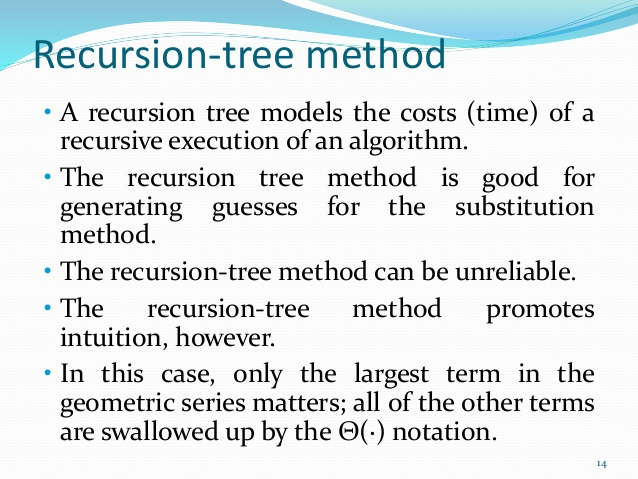 Recursion-tree method
• A recursion tree models the costs (time) of a
recursive execution of an algorithm.
• The recursion tree method is good for
generating guesses for the substitution
method.
• The recursion-tree method can be unreliable.
• The recursion-tree method promotes
intuition, however.
• In this case, only the largest term in the
geometric series matters; all of the other terms
are swallowed up by the Θ(·) notation.
14